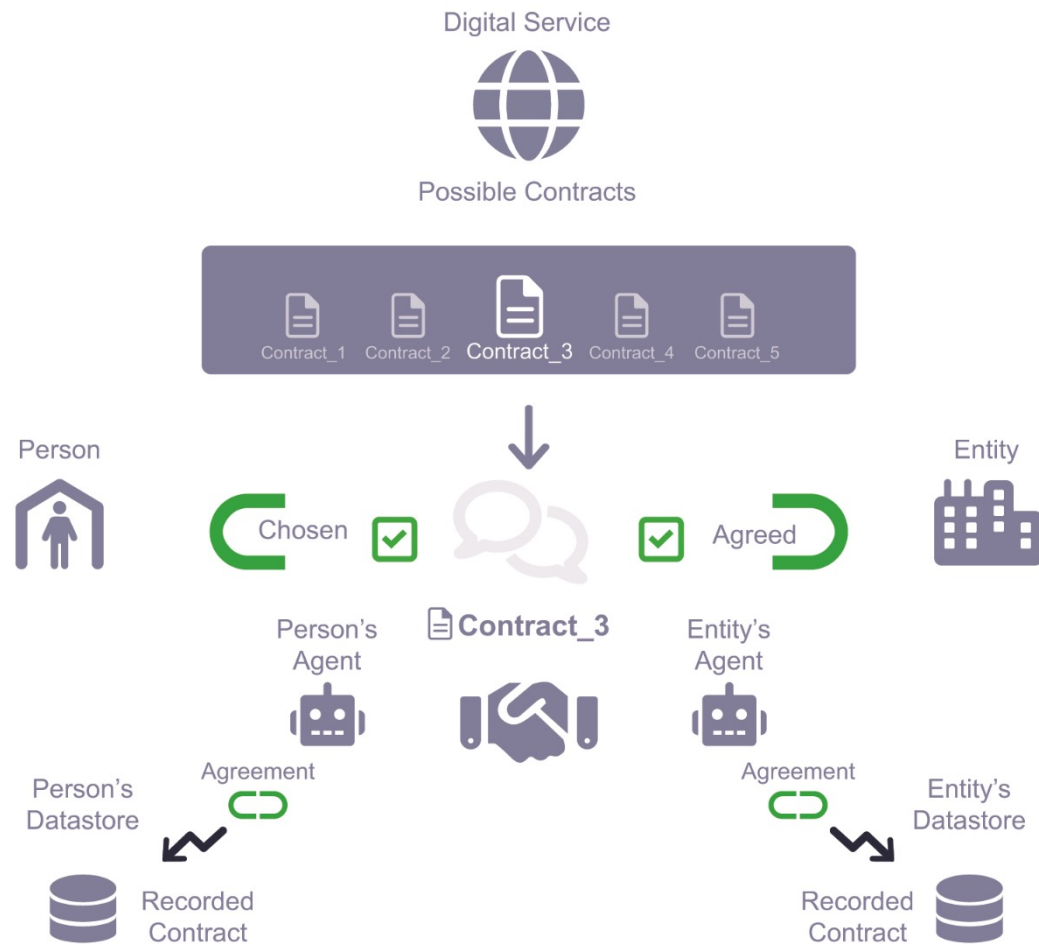 Digital Service
Possible Contracts
Contract_1
Contract_2
Contract_3
Contract_4
Contract_5
Person
Entity
Chosen
Agreed
Person’s
Agent
Contract_3
Entity’s
Agent
Agreement
Agreement
Person’s
Datastore
Entity’s
Datastore
Recorded
Contract
Recorded
Contract